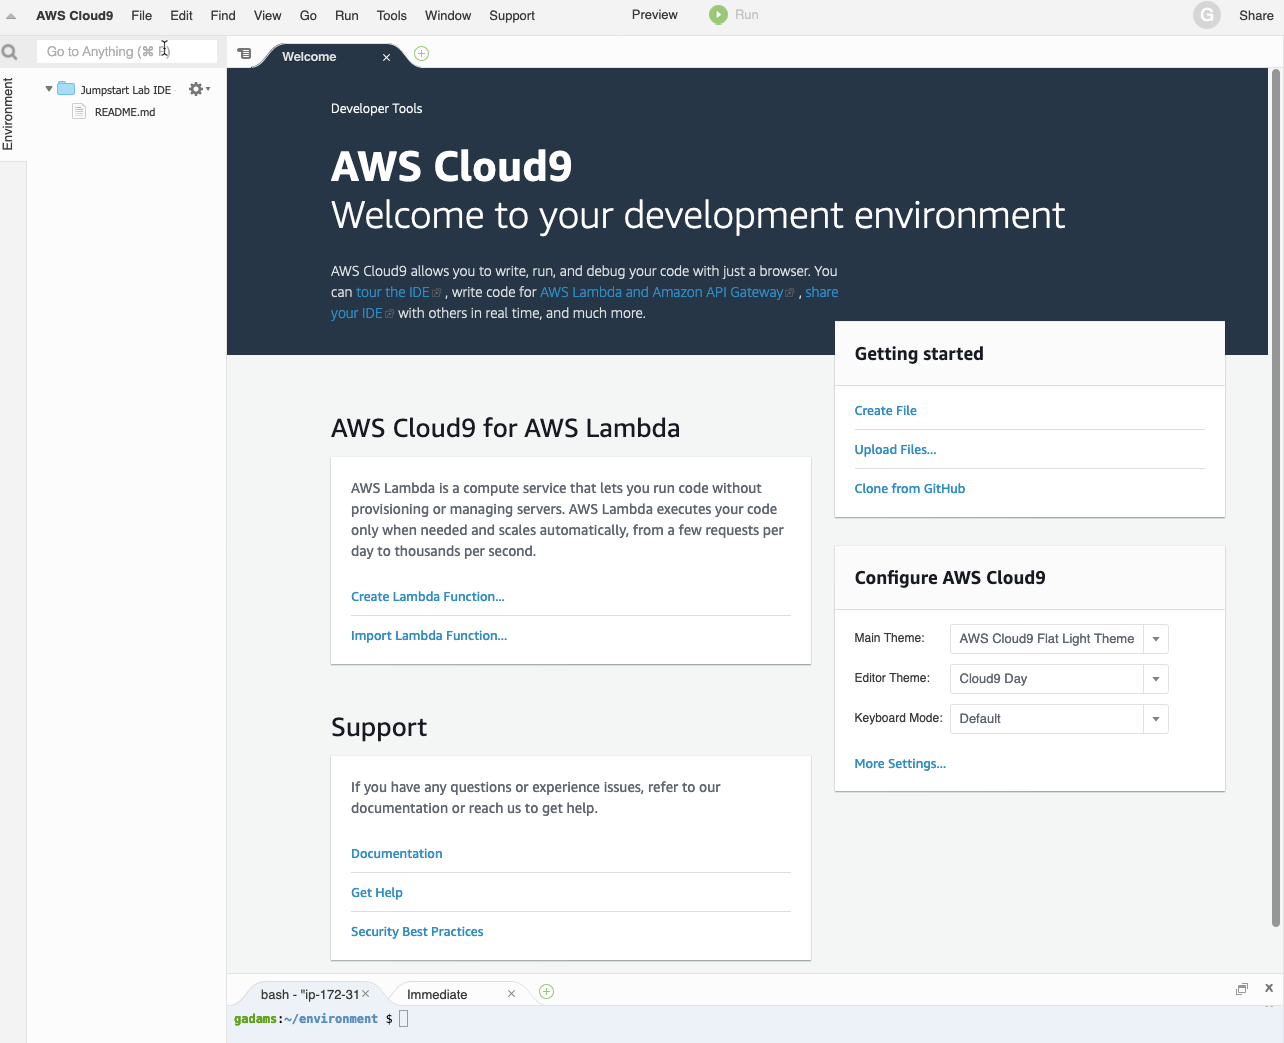 AWS Cloud9 File Edit Find View Go Run Tools Window Support Preview Run G Share
Go to Anything (⌘ P)
Environment
Jumpstart Lab IDE
README.md
Welcome
Developer Tools
AWS Cloud9
Welcome to your development environment
AWS Cloud9 allows you to write, run, and debug your code with just a browser. You
can tour the IDE , write code for AWS Lambda and Amazon API Gateway , share
your IDE with others in real time, and much more.
Getting started
Create File
Upload Files...
Clone from GitHub
AWS Cloud9 for AWS Lambda
AWS Lambda is a compute service that lets you run code without
provisioning or managing servers. AWS Lambda executes your code
only when needed and scales automatically, from a few requests per
day to thousands per second.
Create Lambda Function...
Import Lambda Function...
Configure AWS Cloud9
Main Theme: AWS Cloud9 Flat Light Theme
Editor Theme: Cloud9 Day
Keyboard Mode: Default
More Settings...
Support
If you have any questions or experience issues, refer to our
documentation or reach us to get help.
Documentation
Get Help
Security Best Practices
bash - "ip-172-31 Immediate
gadams:~/environment $